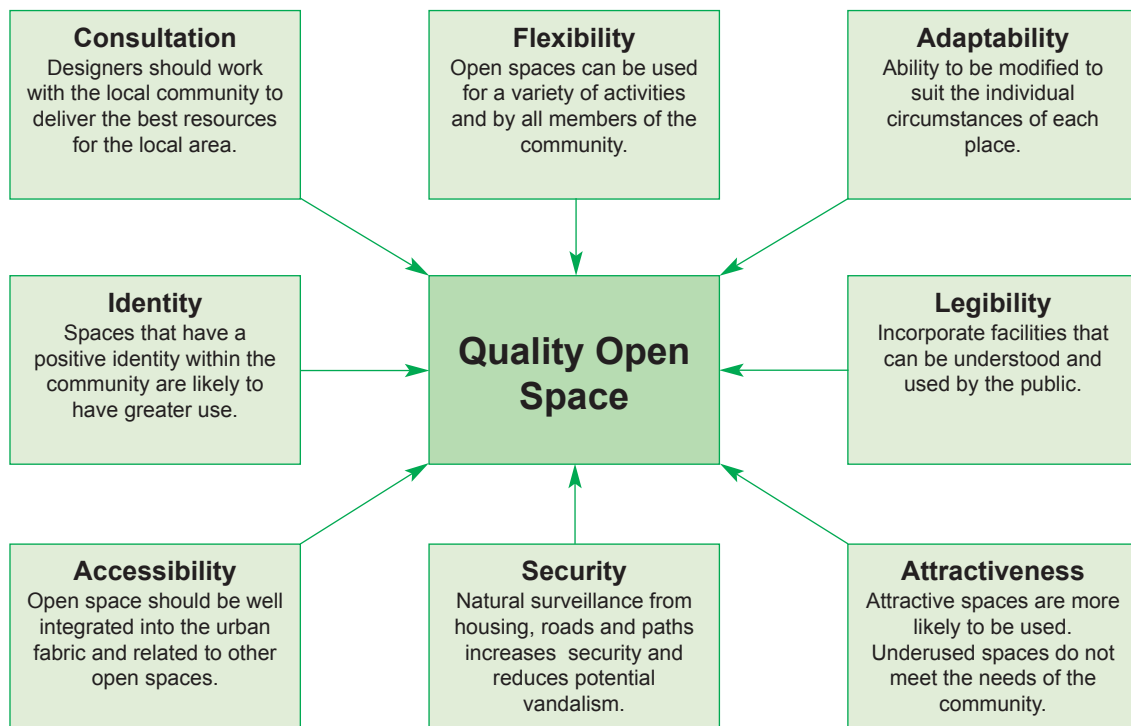 Consultation
Designers should work
with the local community to
deliver the best resources
for the local area.
Flexibility
Open spaces can be used
for a variety of activities
and by all members of the
community.
Adaptability
Ability to be modified to
suit the individual
circumstances of each
place.
Identity
Spaces that have a
positive identity within the
community are likely to
have greater use.
Quality Open
Space
Legibility
Incorporate facilities that
can be understood and
used by the public.
Accessibility
Open space should be well
integrated into the urban
fabric and related to other
open spaces.
Security
Natural surveillance from
housing, roads and paths
increases security and
reduces potential
vandalism.
Attractiveness
Attractive spaces are more
likely to be used.
Underused spaces do not
meet the needs of the
community.